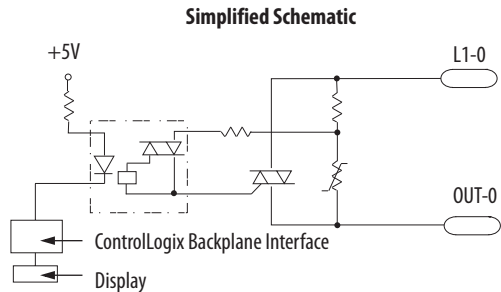 Simplified Schematic
+5V
L1-0
OUT-0
ControlLogix Backplane Interface
Display